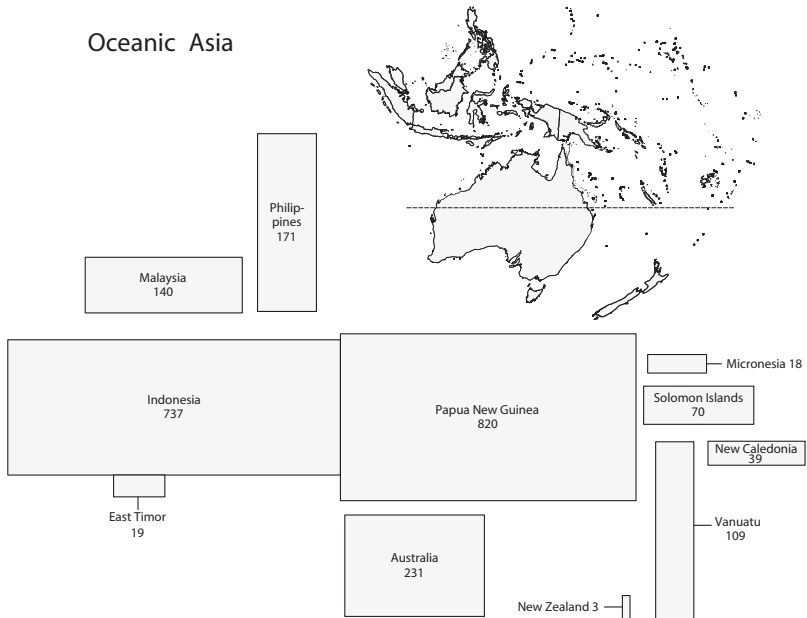 Oceanic Asia
Philip-
pines
171
Malaysia
140
Micronesia 18
Indonesia
737
Papua New Guinea
820
Solomon Islands
70
New Caledonia
39
East Timor
19
Vanuatu
109
Australia
231
New Zealand 3